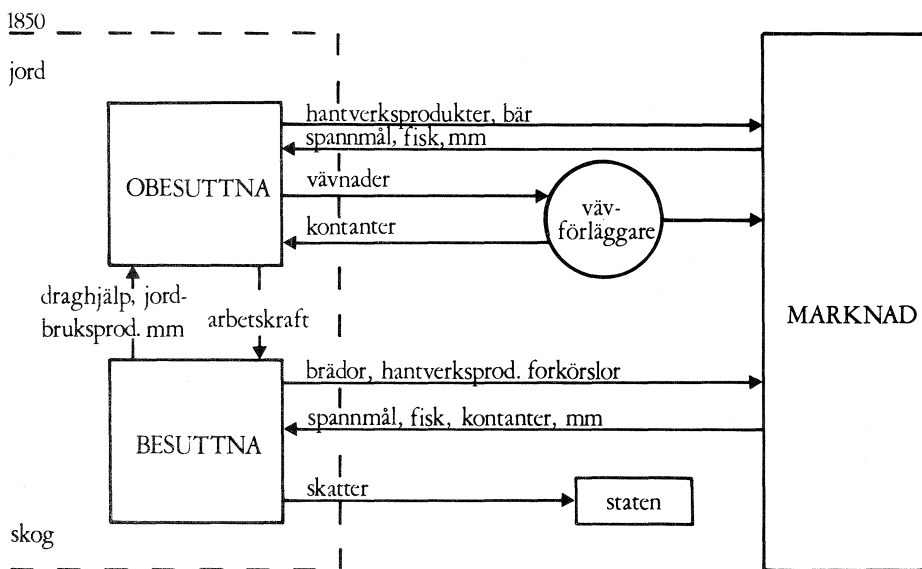 1850
jord
hantverksprodukter, bär
spannmål, fisk, mm
OBESUTTNA
vävnader
väv-
förläggare
kontanter
draghjälp, jord-
bruksprod. mm
arbetskraft
MARKNAD
brädor, hantverksprod. forkörslor
spannmål, fisk, kontanter, mm
BESUTTNA
skatter
staten
skog